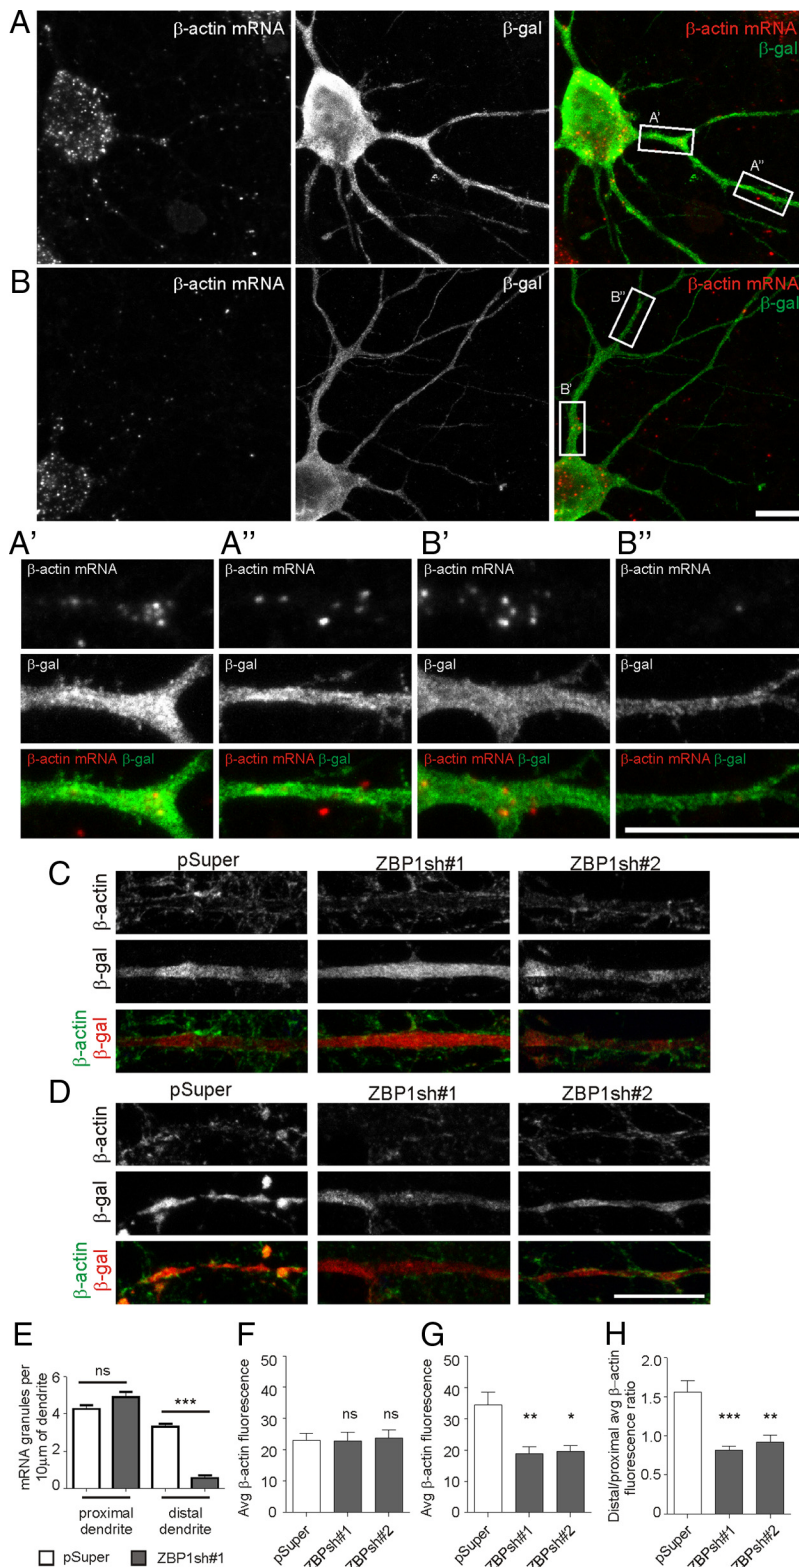 A
β-actin mRNA
β-gal
β-actin mRNA
β-gal
A'
A''
B
β-actin mRNA
β-gal
β-actin mRNA
β-gal
B''
B'
A'
A''
B'
B''
β-actin mRNA
β-actin mRNA
β-actin mRNA
β-actin mRNA
β-gal
β-gal
β-gal
β-gal
β-actin mRNA β-gal
β-actin mRNA β-gal
β-actin mRNA β-gal
β-actin mRNA β-gal
C
pSuper
ZBP1sh#1
ZBP1sh#2
β-actin
β-gal
β-actin
β-gal
D
pSuper
ZBP1sh#1
ZBP1sh#2
β-actin
β-gal
β-actin
β-gal
E
mRNA granules per
10μm of dendrite
6
4
2
0
ns
***
proximal
dendrite
distal
dendrite
pSuper
ZBP1sh#1
F
Avg β-actin fluorescence
50
40
30
20
10
0
ns
ns
pSuper
ZBPsh#1
ZBPsh#2
G
Avg β-actin fluorescence
50
40
30
20
10
0
**
*
pSuper
ZBPsh#1
ZBPsh#2
H
Distal/proximal avg β-actin
fluorescence ratio
2.0
1.5
1.0
0.5
0
***
**
pSuper
ZBPsh#1
ZBPsh#2